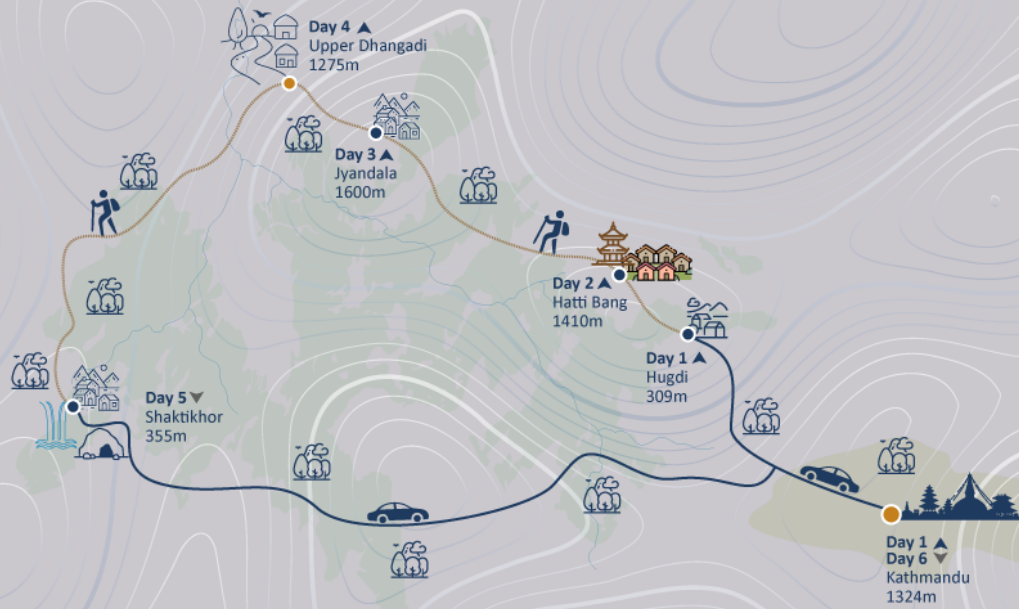 Day 4 ▲
Upper Dhangadi
1275m
Day 3 ▲
Jyandala
1600m
Day 2 ▲
Hatti Bang
1410m
Day 1 ▲
Hugdi
309m
Day 5 ▼
Shaktikhor
355m
Day 1 ▲
Day 6 ▼
Kathmandu
1324m